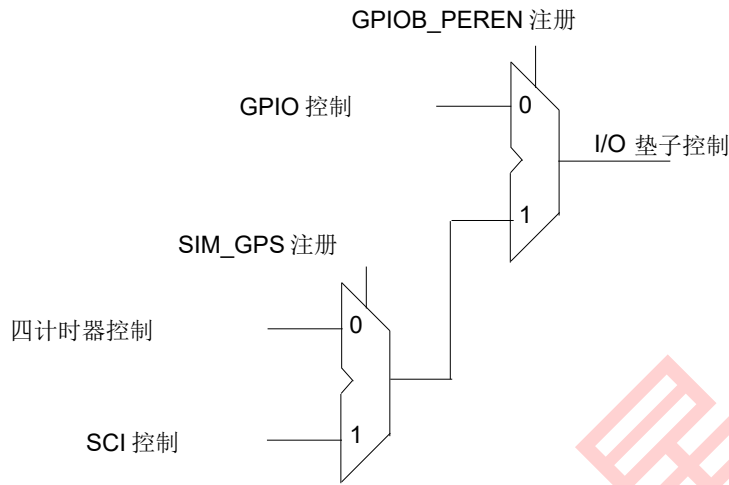 GPIOB_PEREN 注册
GPIO 控制
0
I/O 垫子控制
1
SIM_GPS 注册
四计时器控制
0
SCI 控制
1